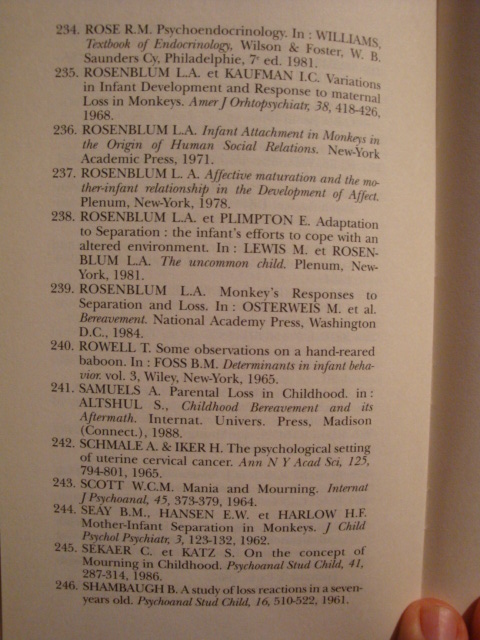 234. ROSE R.M. Psychoendocrinology. In : WILLIAMS,
Textbook of Endocrinology, Wilson & Foster, W. B.
Saunders Cy, Philadelphie, 7e ed. 1981.
235. ROSENBLUM L.A. et KAUFMAN I.C. Variations
in Infant Development and Response to maternal
Loss in Monkeys. Amer J Orhtopsychiatr, 38, 418-426,
1968.
236. ROSENBLUM L.A. Infant Attachment in Monkeys in
the Origin of Human Social Relations. New-York
Academic Press, 1971.
237. ROSENBLUM L. A. Affective maturation and the mo-
ther-infant relationship in the Development of Affect.
Plenum, New-York, 1978.
238. ROSENBLUM L.A. et PLIMPTON E. Adaptation
to Separation : the infant's efforts to cope with an
altered environment. In : LEWIS M. et ROSEN-
BLUM L.A. The uncommon child. Plenum, New-
York, 1981.
239. ROSENBLUM L.A. Monkey's Responses to
Separation and Loss. In : OSTERWEIS M. et al.
Bereavement. National Academy Press, Washington
D.C., 1984.
240. ROWELL T. Some observations on a hand-reared
baboon. In : FOSS B.M. Determinants in infant beha-
vior. vol. 3, Wiley, New-York, 1965.
241. SAMUELS A. Parental Loss in Childhood. in :
ALTSHUL S., Childhood Bereavement and its
Aftermath. Internat. Univers. Press, Madison
(Connect.), 1988.
242. SCHMALE A. & IKER H. The psychological setting
of uterine cervical cancer. Ann N Y Acad Sci, 125,
794-801, 1965.
243. SCOTT W.C.M. Mania and Mourning. Internal
J Psychoanal, 45, 373-379, 1964.
244. SEAY B.M., HANSEN E.W. et HARLOW H.F.
Mother-Infant Separation in Monkeys. J Child
Psychol Psychiatr, 3, 123-132, 1962.
245. SEKAER C. et KATZ S. On the concept of
Mourning in Childhood. Psychoanal Stud Child, 41,
287-314, 1986.
246. SHAMBAUGH B. A study of loss reactions in a seven-
years old. Psychoanal Stud Child, 16, 510-522, 1961.